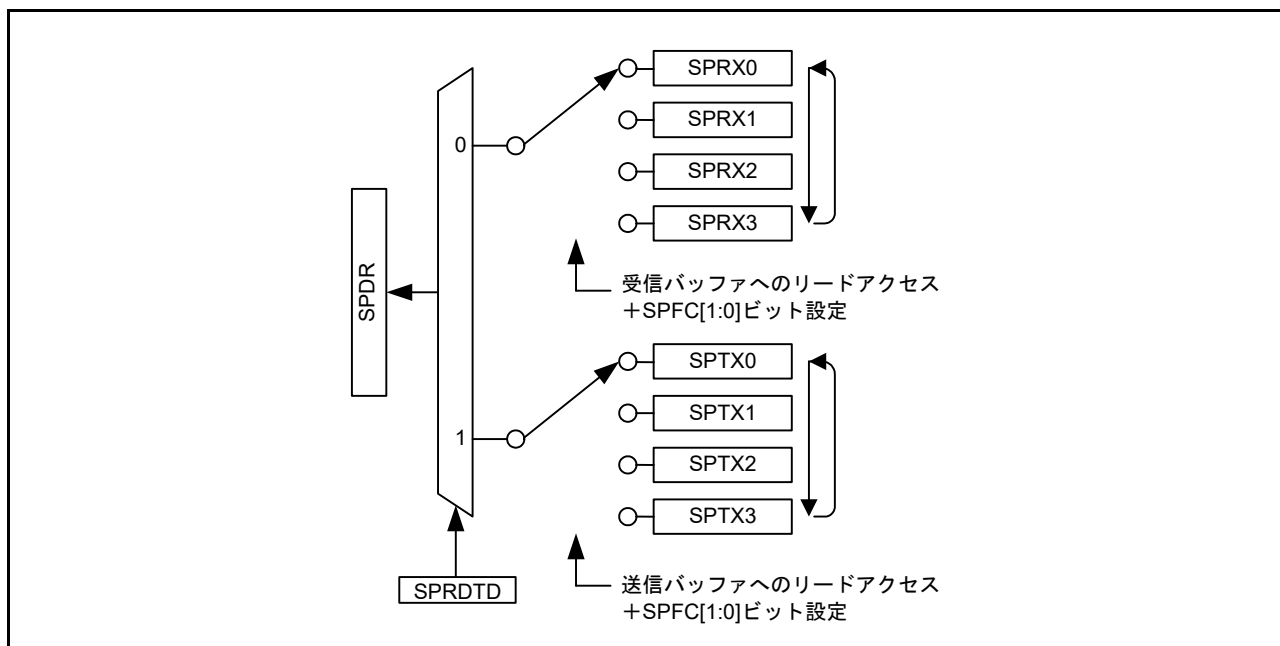 SPRX0
SPRX1
0
SPRX2
SPRX3
SPDR
受信バッファへのリードアクセス
＋SPFC[1:0]ビット設定
SPTX0
SPTX1
1
SPTX2
SPTX3
SPRDTD
送信バッファへのリードアクセス
＋SPFC[1:0]ビット設定